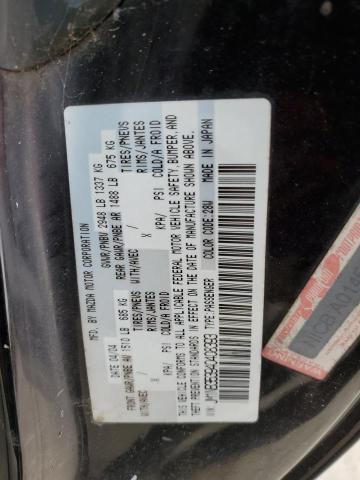 MFD. BY MAZDA MOTOR CORPORATION
DATE 04/04 GVWR/PNBV 2948 LB 1337 KG
FRONT GAWR/PNBE AV 1510 LB 685 KG REAR GAWR/PNBE AR 1488 LB 675 KG
WITH/AVEC TIRES/PNEUS WITH/AVEC TIRES/PNEUS
RIMS/JANTES RIMS/JANTES
X KPA/ PSI COLD/A FROID X KPA/ PSI COLD/A FROID
THIS VEHICLE CONFORMS TO ALL APPLICABLE FEDERAL MOTOR VEHICLE SAFETY, BUMPER, AND
THEFT PREVENTION STANDARDS IN EFFECT ON THE DATE OF MANUFACTURE SHOWN ABOVE.
TYPE: PASSENGER COLOR CODE: 28W MADE IN JAPAN